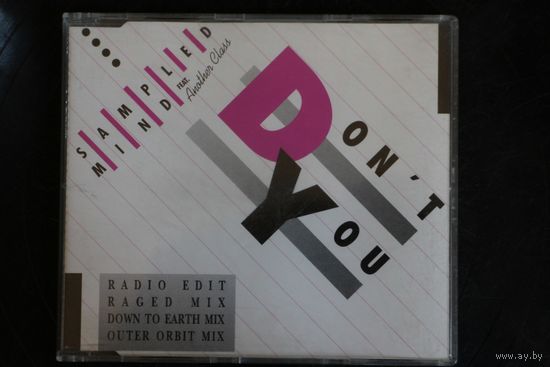 SAMPLED
MIND FEAT. Another Class
DON'T
YOU
RADIO EDIT
RAGED MIX
DOWN TO EARTH MIX
OUTER ORBIT MIX
www.ay.by